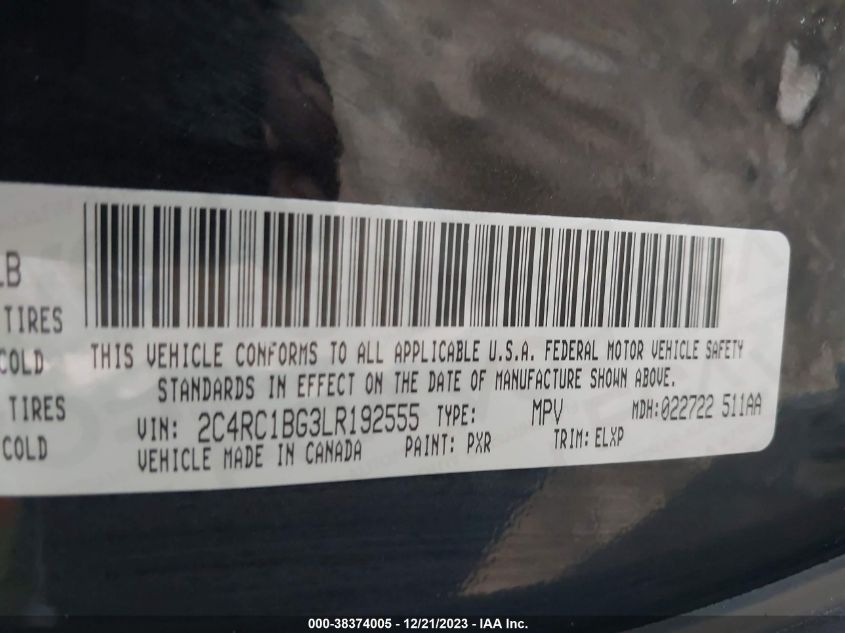 LB
TIRES
COLD
TIRES
COLD
THIS VEHICLE CONFORMS TO ALL APPLICABLE U.S.A. FEDERAL MOTOR VEHICLE SAFETY
STANDARDS IN EFFECT ON THE DATE OF MANUFACTURE SHOWN ABOVE.
VIN: 2C4RC1BG3LR192555 TYPE: MPV MDH:022722 511AA
VEHICLE MADE IN CANADA PAINT: PXR TRIM: ELXP
000-38374005 - 12/21/2023 - IAA Inc.